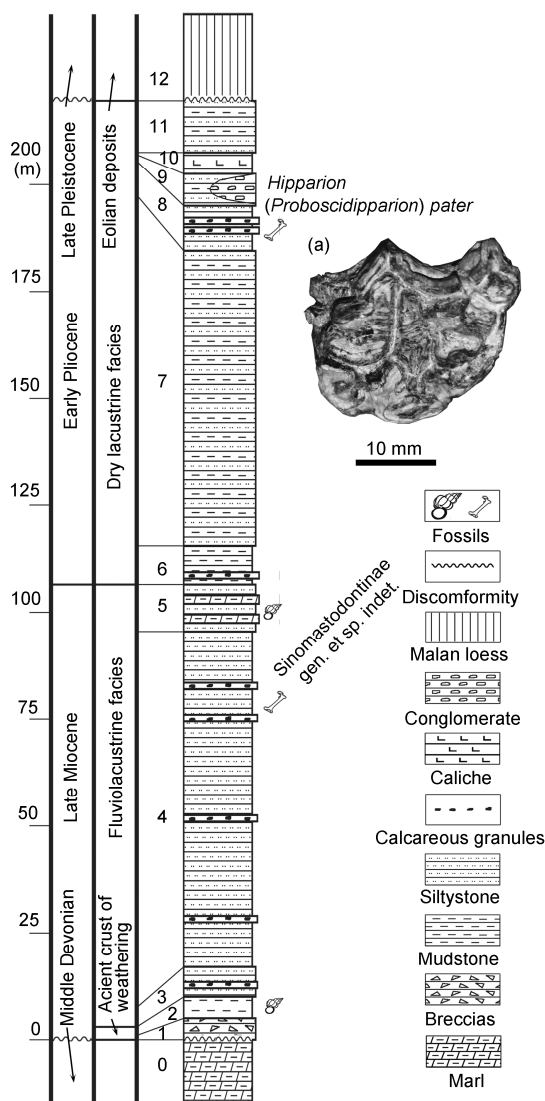 200
(m)
175
150
125
100
75
50
25
0
Late Pleistocene
Early Pliocene
Late Miocene
Middle Devonian
Eolian deposits
Dry lacustrine facies
Fluviolacustrine facies
Acient crust of
weathering
12
11
10
9
8
7
6
5
4
3
2
1
0
Hipparion
(Proboscidipparion) pater
(a)
10 mm
Sinomastodontinae
gen. et sp. indet.
Fossils
Discomformity
Malan loess
Conglomerate
Caliche
Calcareous granules
Siltystone
Mudstone
Breccias
Marl